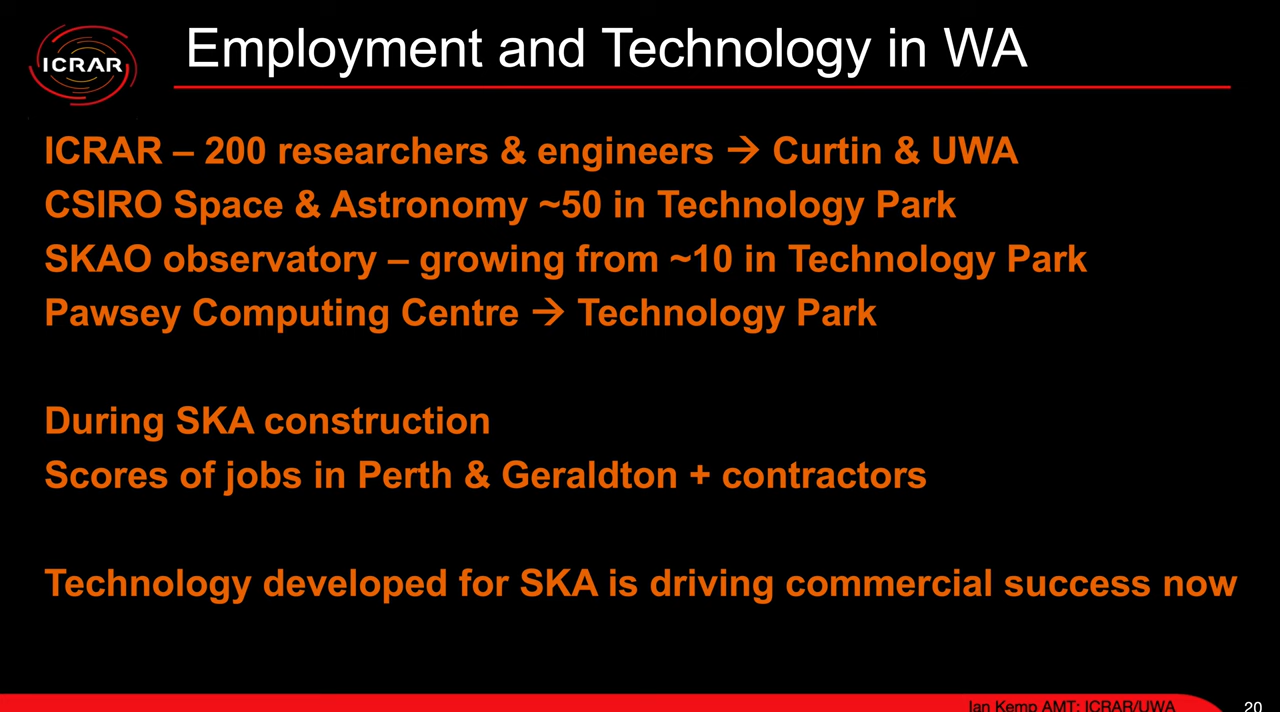 ICRAR
Employment and Technology in WA
ICRAR – 200 researchers & engineers → Curtin & UWA
CSIRO Space & Astronomy ~50 in Technology Park
SKAO observatory – growing from ~10 in Technology Park
Pawsey Computing Centre → Technology Park
During SKA construction
Scores of jobs in Perth & Geraldton + contractors
Technology developed for SKA is driving commercial success now
Ian Kemp AMT: ICRAR/UWA
20